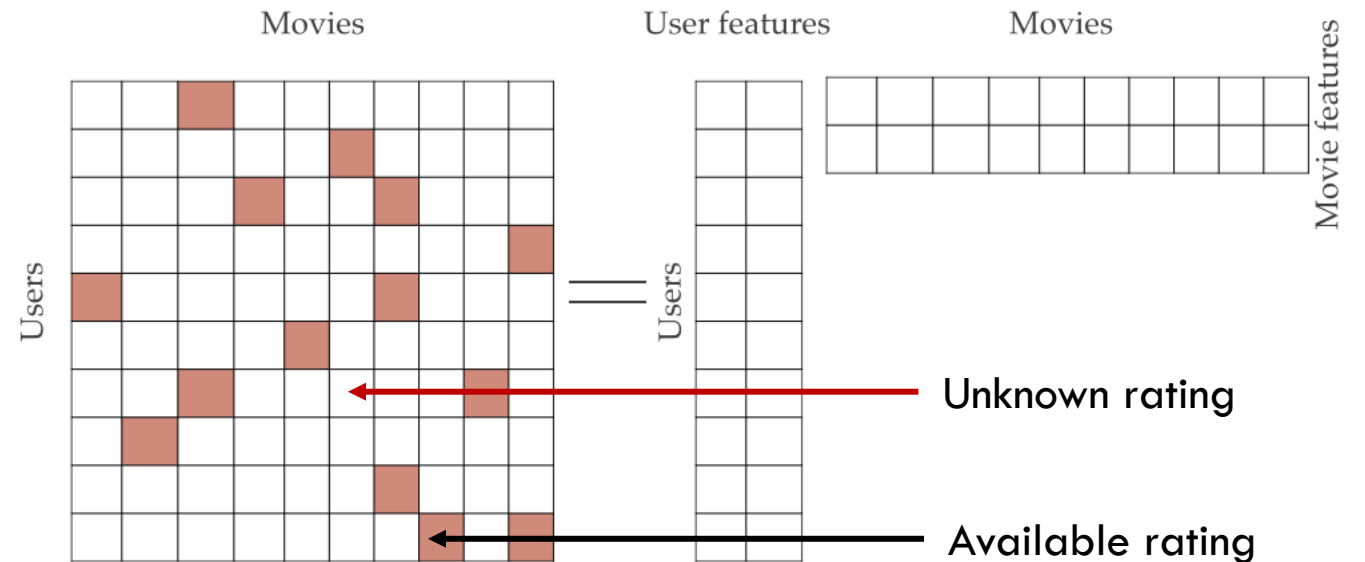 Movies
User features
Movies
Movie features
Users
Users
Unknown rating
Available rating